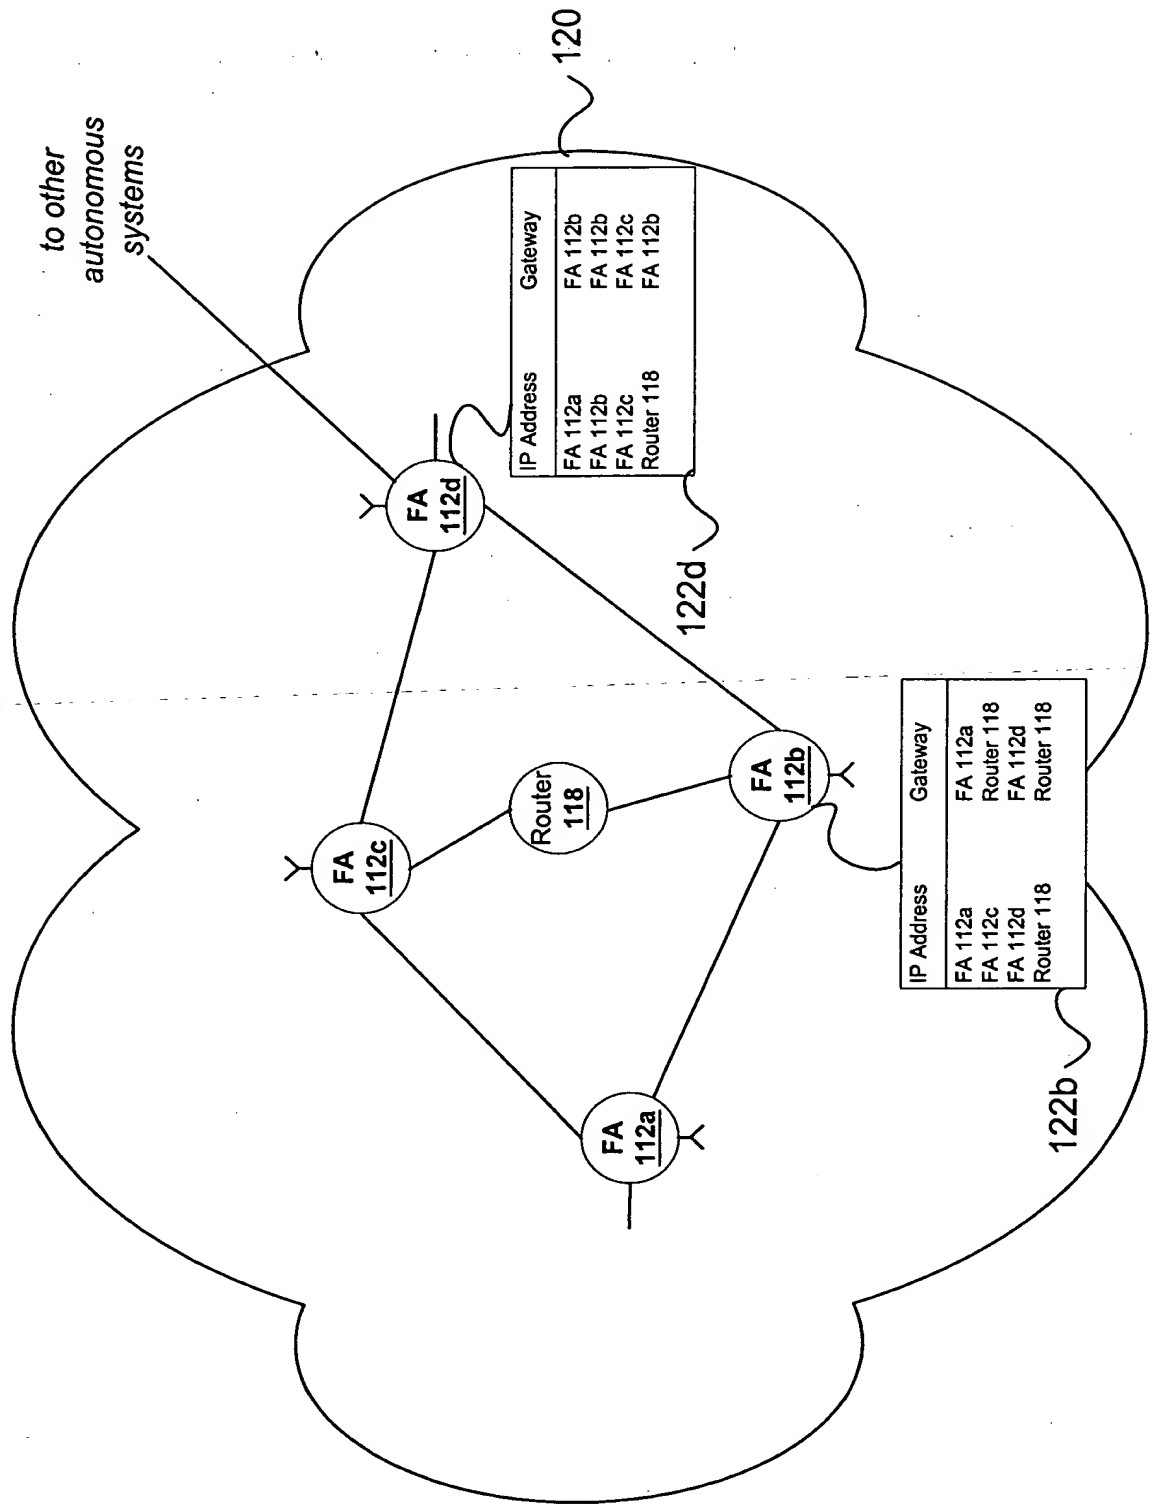 to other
autonomous
systems
120
FA
112d
IP Address Gateway
FA 112a FA 112b
FA 112b FA 112b
FA 112c FA 112c
Router 118 FA 112b
122d
FA
112c
Router
118
FA
112b
FA
112a
IP Address Gateway
FA 112a FA 112a
FA 112c Router 118
FA 112d FA 112d
Router 118 Router 118
122b